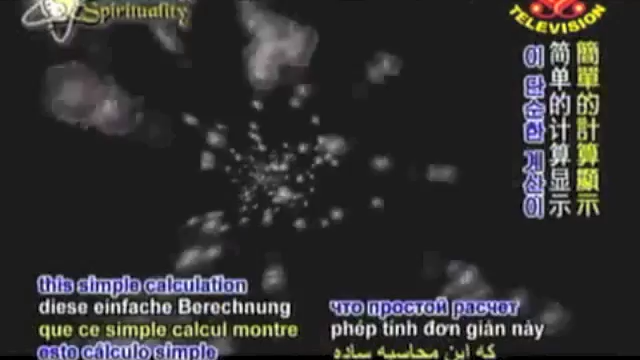 Spirituality
TELEVISION
簡單的計算顯示
简单的计算显示
이 단순한 계산이
this simple calculation
diese einfache Berechnung
que ce simple calcul montre
este cálculo simple
что простой расчет
phép tính đơn giản này
که این محاسبه ساده